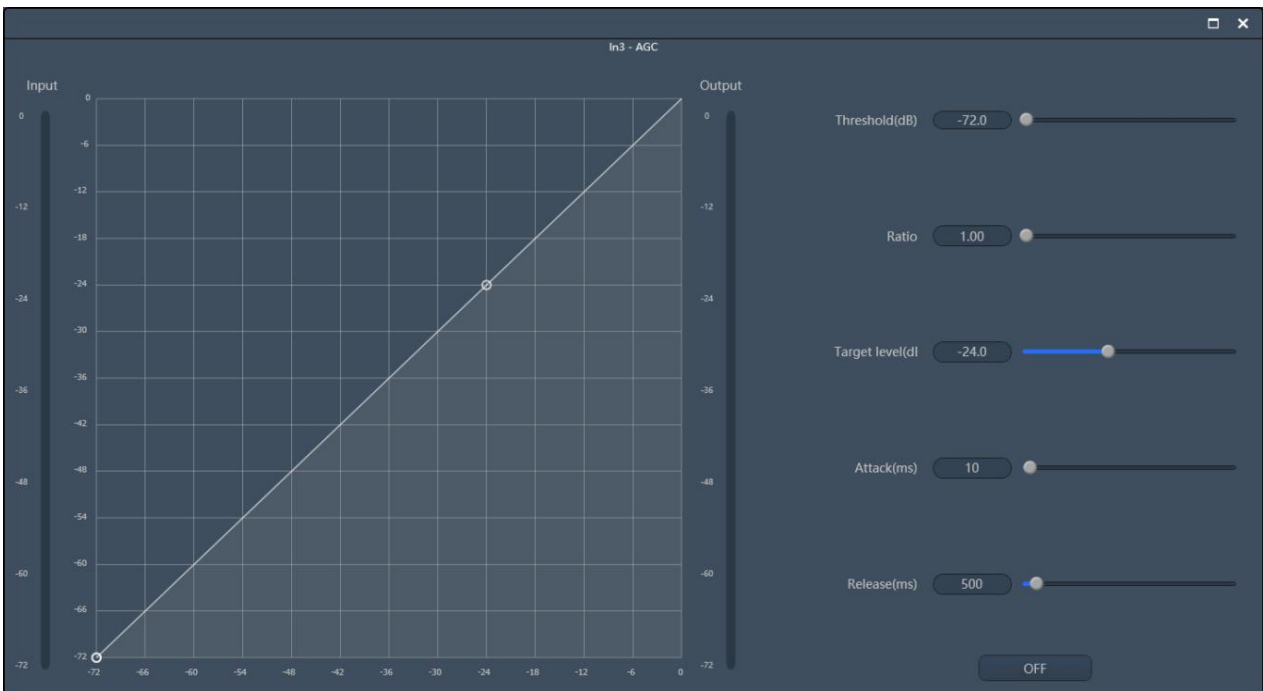 In3 - AGC
Input
Output
0
-12
-24
-36
-48
-60
-72
0
-6
-12
-18
-24
-30
-36
-42
-48
-54
-60
-66
-72
-72 -66 -60 -54 -48 -42 -36 -30 -24 -18 -12 -6 0
0
-12
-24
-36
-48
-60
-72
Threshold(dB) -72.0
Ratio 1.00
Target level(dl -24.0
Attack(ms) 10
Release(ms) 500
OFF